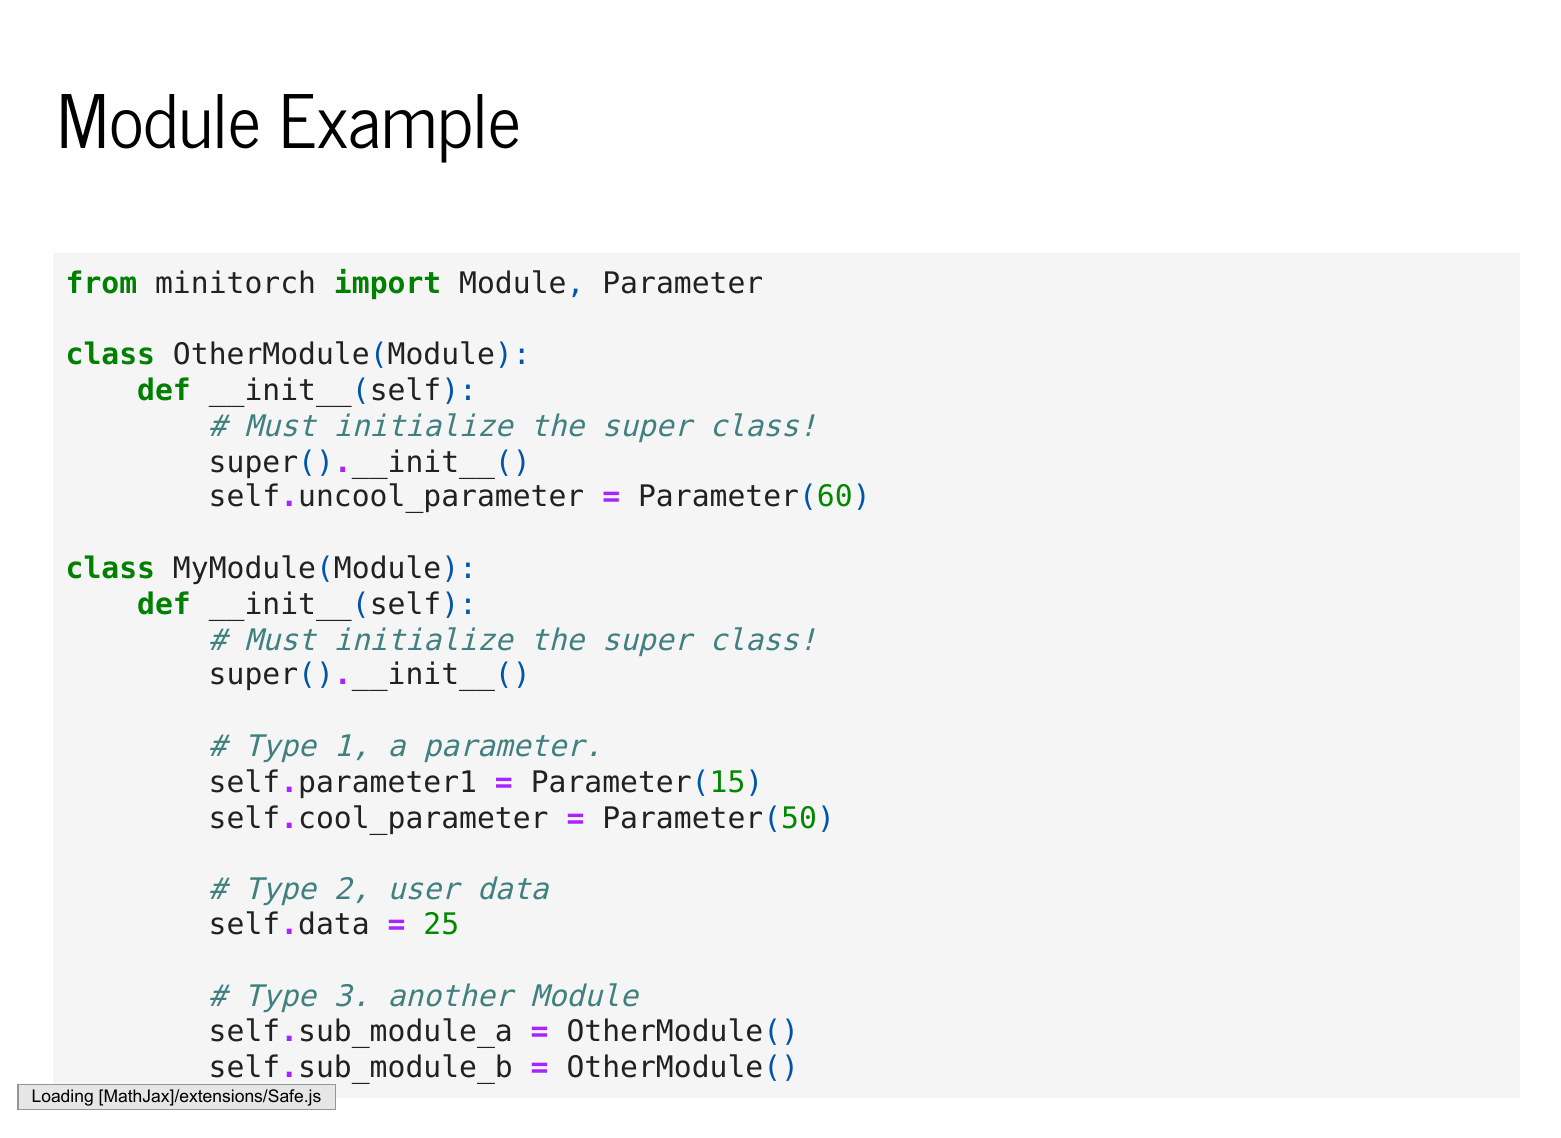 Module Example
from minitorch import Module, Parameter
class OtherModule(Module):
    def __init__(self):
        # Must initialize the super class!
        super().__init__()
        self.uncool_parameter = Parameter(60)
class MyModule(Module):
    def __init__(self):
        # Must initialize the super class!
        super().__init__()
        # Type 1, a parameter.
        self.parameter1 = Parameter(15)
        self.cool_parameter = Parameter(50)
        # Type 2, user data
        self.data = 25
        # Type 3. another Module
        self.sub_module_a = OtherModule()
        self.sub_module_b = OtherModule()
Loading [MathJax]/extensions/Safe.js